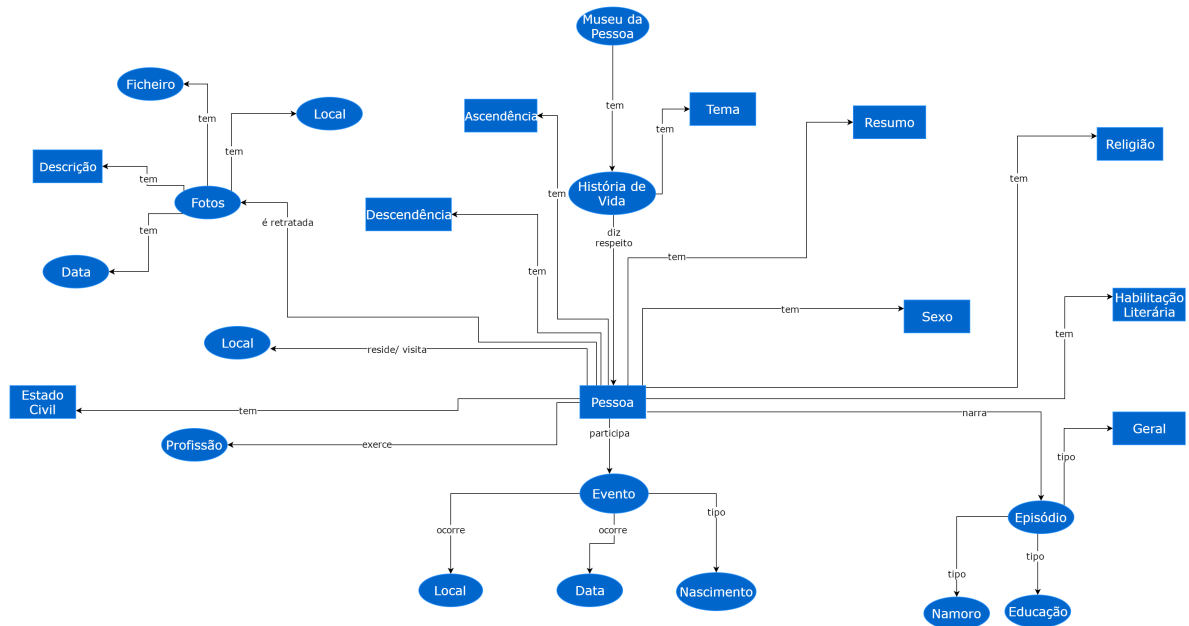 Museu da
Pessoa
Ficheiro
tem
Local
tem
tem
Ascendência
Tema
tem
Resumo
Religião
Descrição
tem
tem
Fotos
História de
Vida
tem
tem
Descendência
é retratada
diz
respeito
tem
tem
Data
tem
Habilitação
Literária
tem
Sexo
tem
Local
reside/ visita
Estado
Civil
tem
Pessoa
narra
Profissão
exerce
participa
Geral
tipo
Evento
tipo
Episódio
ocorre
ocorre
tipo
tipo
Local
Data
Nascimento
Namoro
Educação